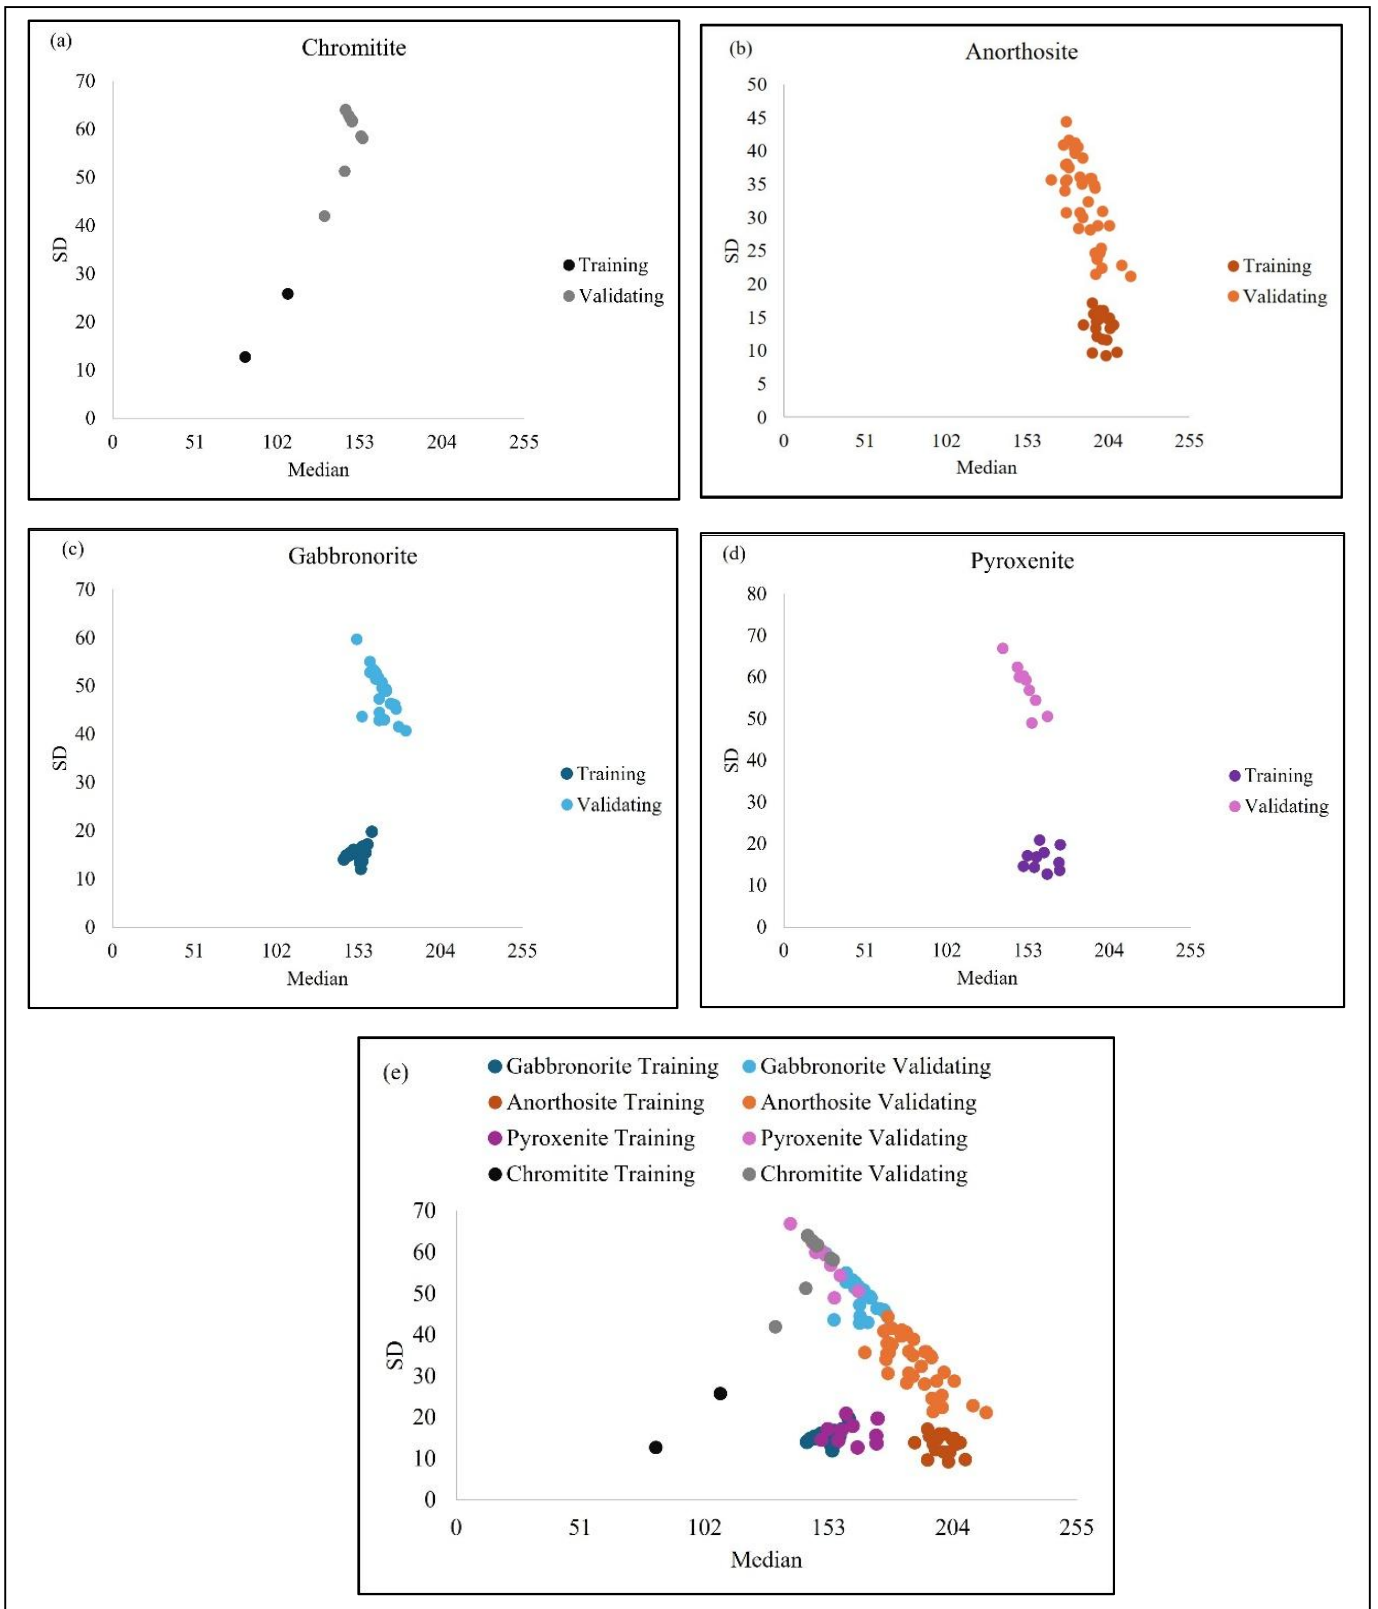 (a)
Chromitite
70
60
50
40
30
20
10
0
SD
0 51 102 153 204 255
Median
Training
Validating
(b)
Anorthosite
50
45
40
35
30
25
20
15
10
5
0
SD
0 51 102 153 204 255
Median
Training
Validating
(c)
Gabbronorite
70
60
50
40
30
20
10
0
SD
0 51 102 153 204 255
Median
Training
Validating
(d)
Pyroxenite
80
70
60
50
40
30
20
10
0
SD
0 51 102 153 204 255
Median
Training
Validating
(e)
Gabbronorite Training Gabbronorite Validating
Anorthosite Training Anorthosite Validating
Pyroxenite Training Pyroxenite Validating
Chromitite Training Chromitite Validating
70
60
50
40
30
20
10
0
SD
0 51 102 153 204 255
Median